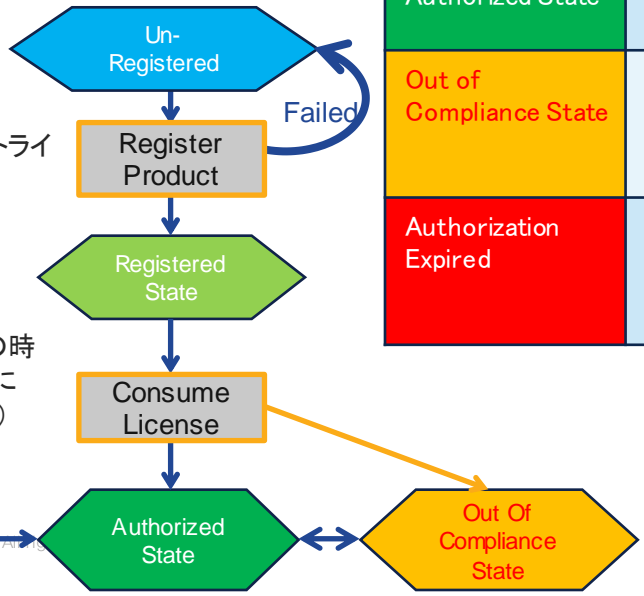 Un-
Registered
Failed
トライ
Register
Product
Registered
State
の時
に
)
Consume
License
Authorized
State
Out Of
Compliance
State
Authorized State
Out of
Compliance State
Authorization
Expired